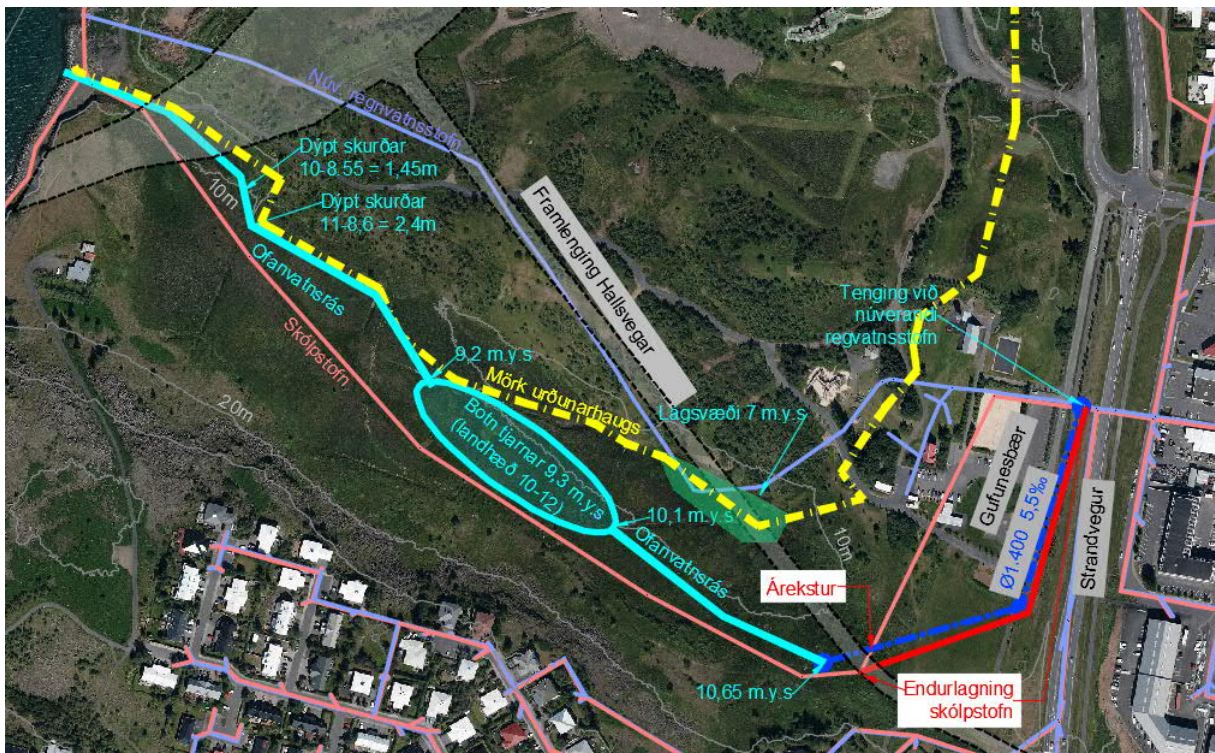 Núv. regnvatnsstofn
Dýpt skurðar
10-8.55 = 1,45m
10m
Dýpt skurðar
11-8,6 = 2,4m
Ofanvatnsrás
Framlenging Hallsvegar
Skólpstofn
Tenging við
núverandi
regvatnsstofn
9,2 m.y.s
Mörk urðunarhaugs
20m
Lágsvæði 7 m.y.s
Botn tjarnar 9,3 m.y.s
(landhæð 10-12)
Gufunesbær
Ø1.400 5,5‰
Strandvegur
10,1 m.y.s
10m
Ofanvatnsrás
Árekstur
10,65 m.y.s
Endurlagning
skólpstofn